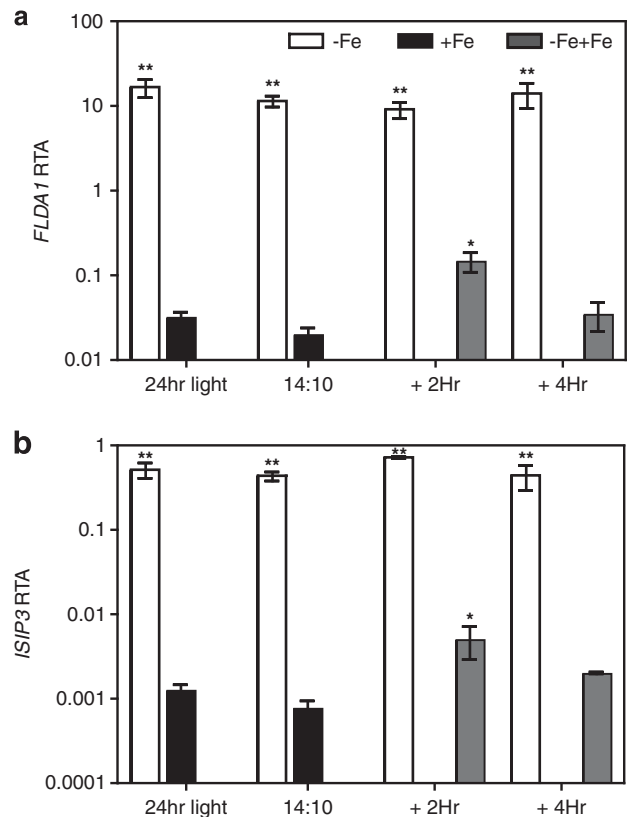 a
100
-Fe +Fe -Fe+Fe
** ** ** **
10
1
FLDA1 RTA
*
0.1
0.01
24hr light 14:10 + 2Hr + 4Hr
b
1
** ** ** **
0.1
ISIP3 RTA
0.01
*
0.001
0.0001
24hr light 14:10 + 2Hr + 4Hr